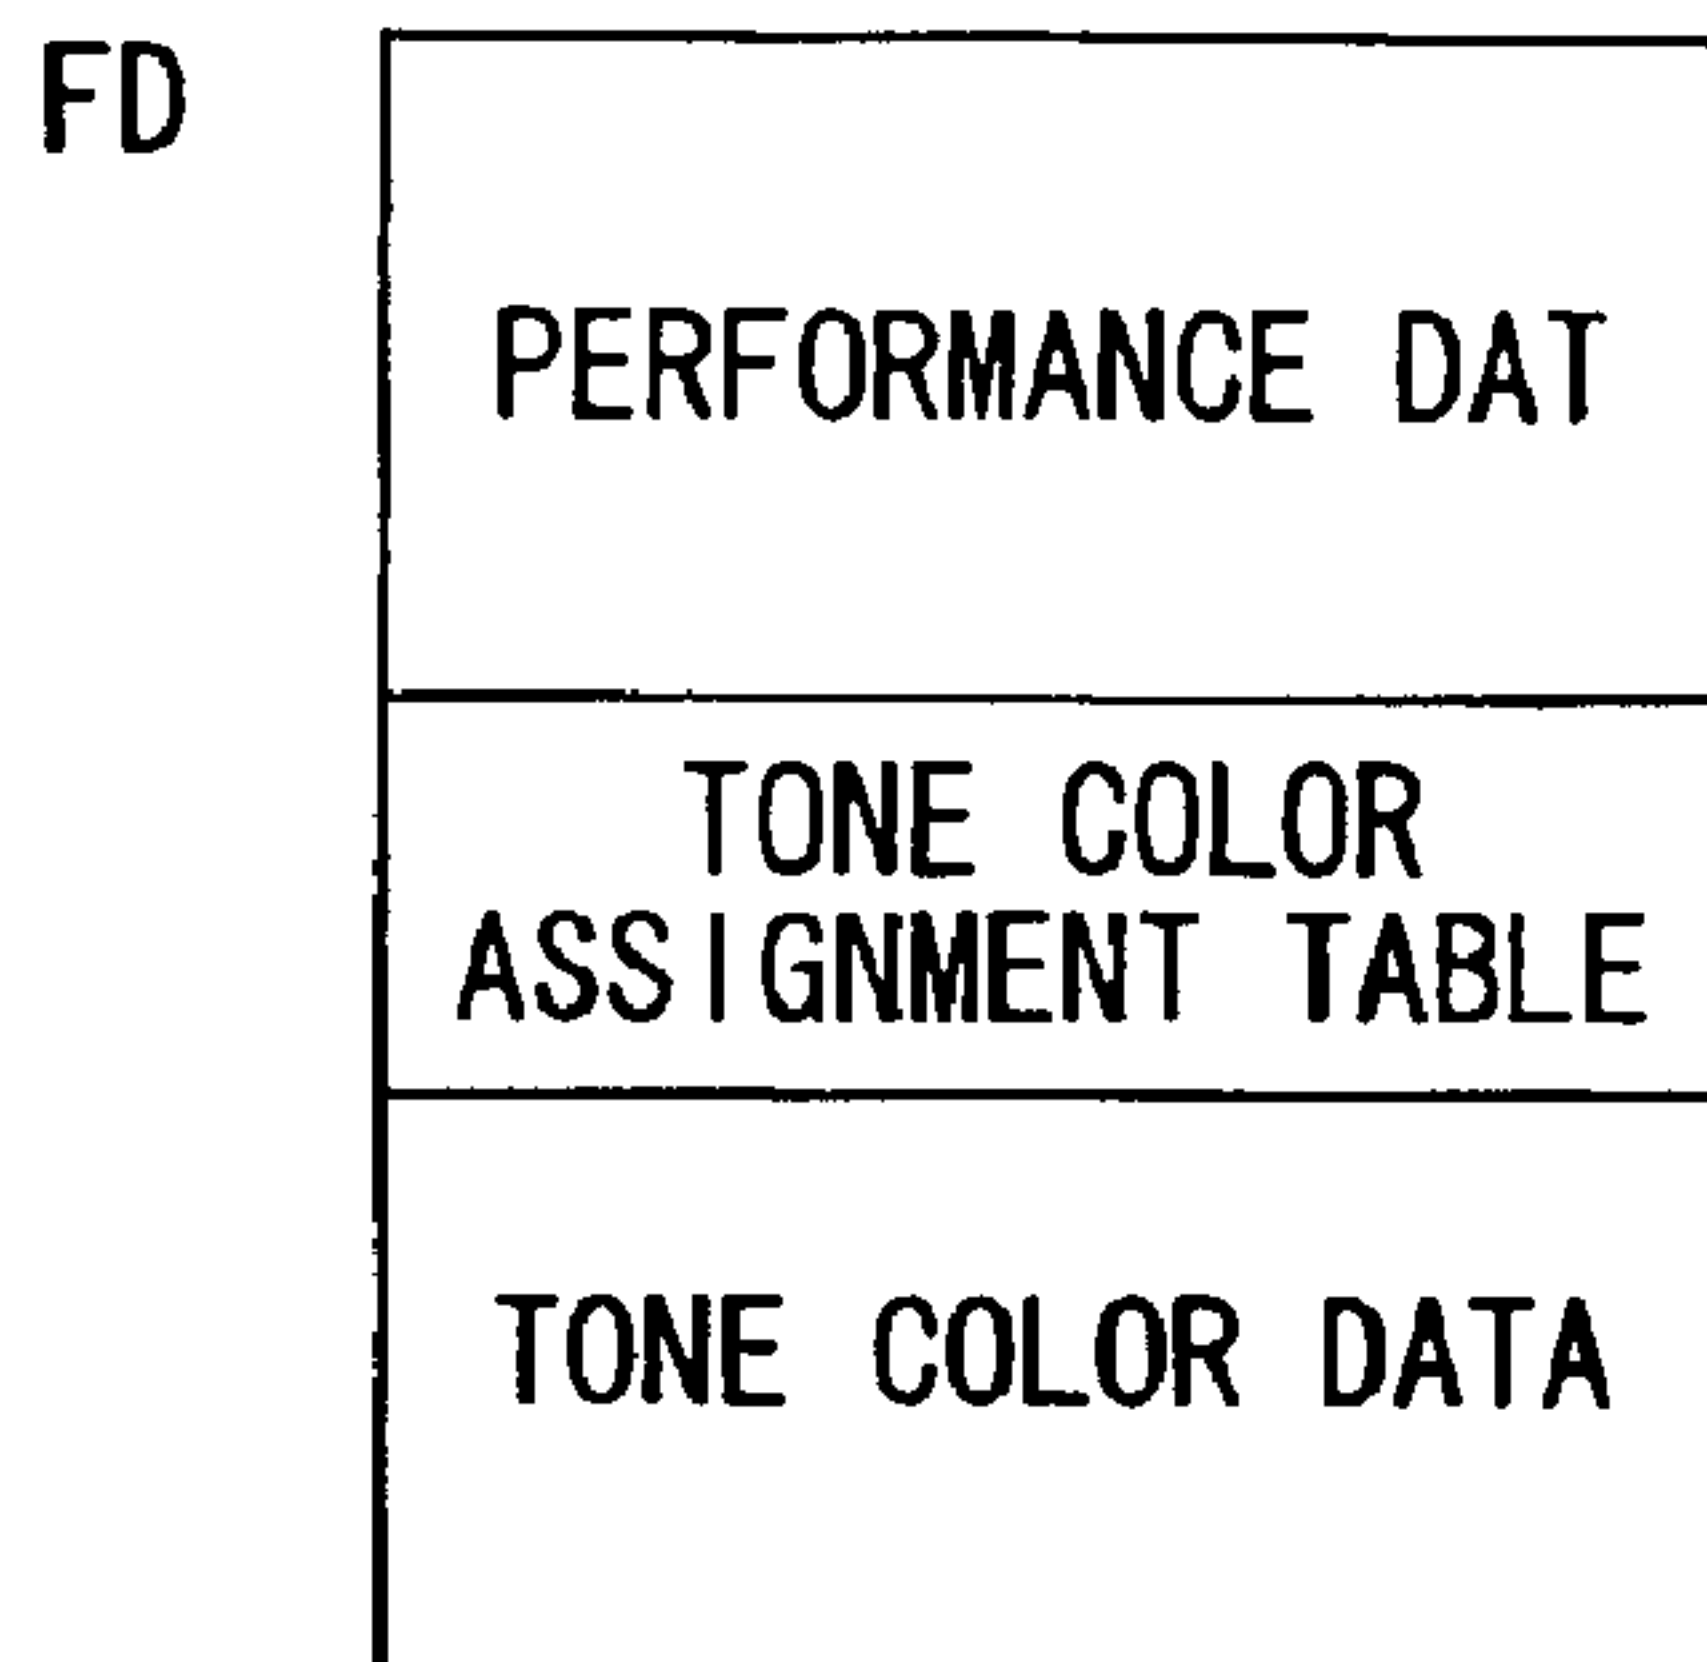 FD
PERFORMANCE DAT
TONE COLOR
ASSIGNMENT TABLE
TONE COLOR DATA